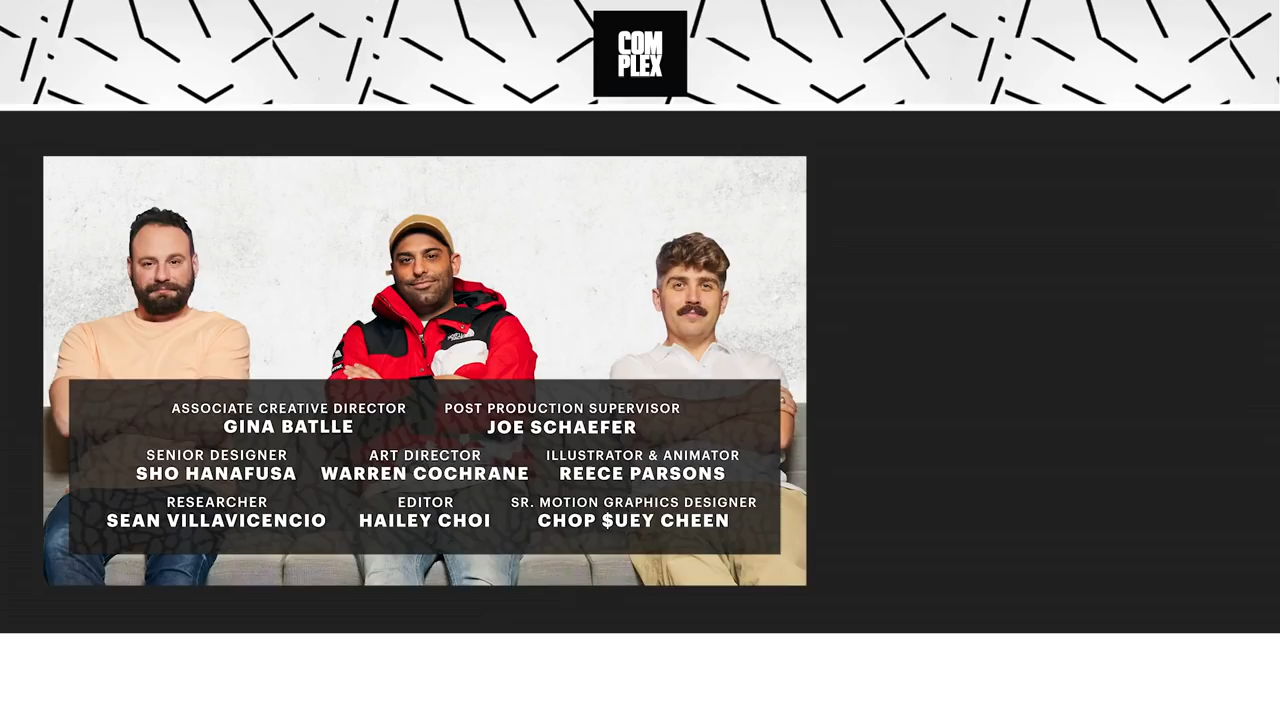 COM
PLEX
ASSOCIATE CREATIVE DIRECTOR POST PRODUCTION SUPERVISOR
GINA BATLLE JOE SCHAEFER
SENIOR DESIGNER ART DIRECTOR ILLUSTRATOR & ANIMATOR
SHO HANAFUSA WARREN COCHRANE REECE PARSONS
RESEARCHER EDITOR SR. MOTION GRAPHICS DESIGNER
SEAN VILLAVICENCIO HAILEY CHOI CHOP $UEY CHEEN